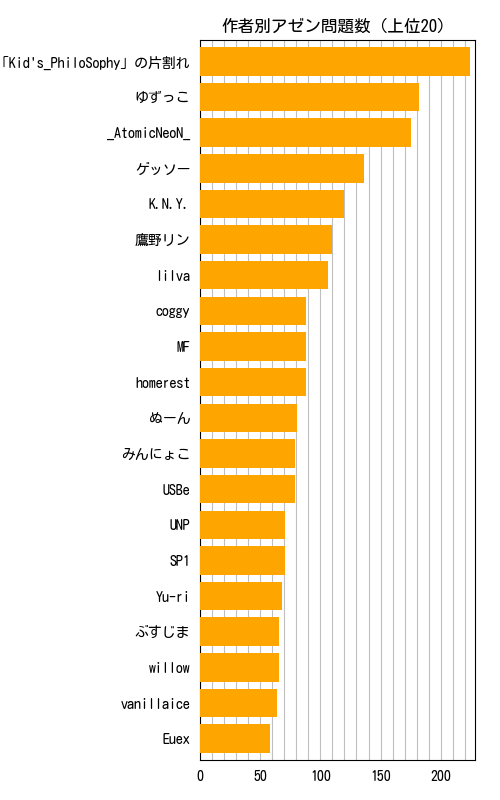 作者別アゼン問題数（上位20）
「Kid's_PhiloSophy」の片割れ
ゆずっこ
_AtomicNeoN_
ゲッソー
K.N.Y.
鷹野リン
lilva
coggy
MF
homerest
ぬーん
みんにょこ
USBe
UNP
SP1
Yu-ri
ぶすじま
willow
vanillaice
Euex
0 50 100 150 200